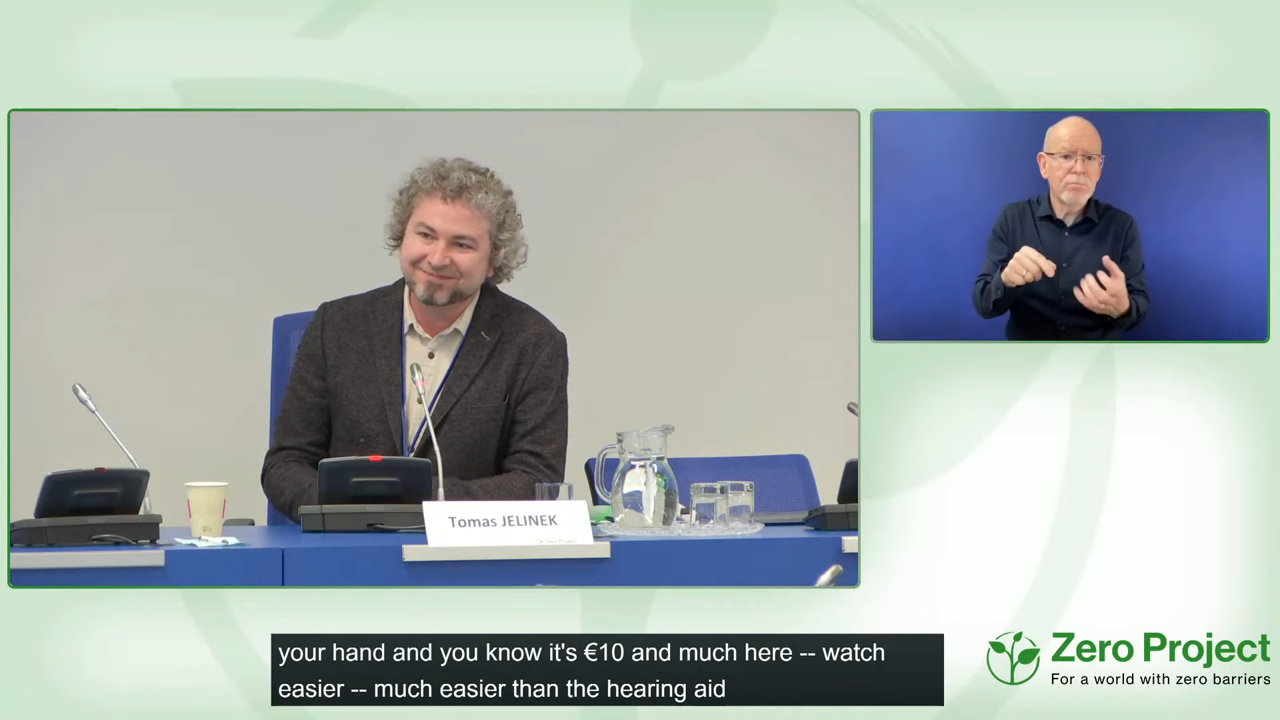 Tomas JELINEK
your hand and you know it's €10 and much here -- watch
easier -- much easier than the hearing aid
Zero Project
For a world with zero barriers